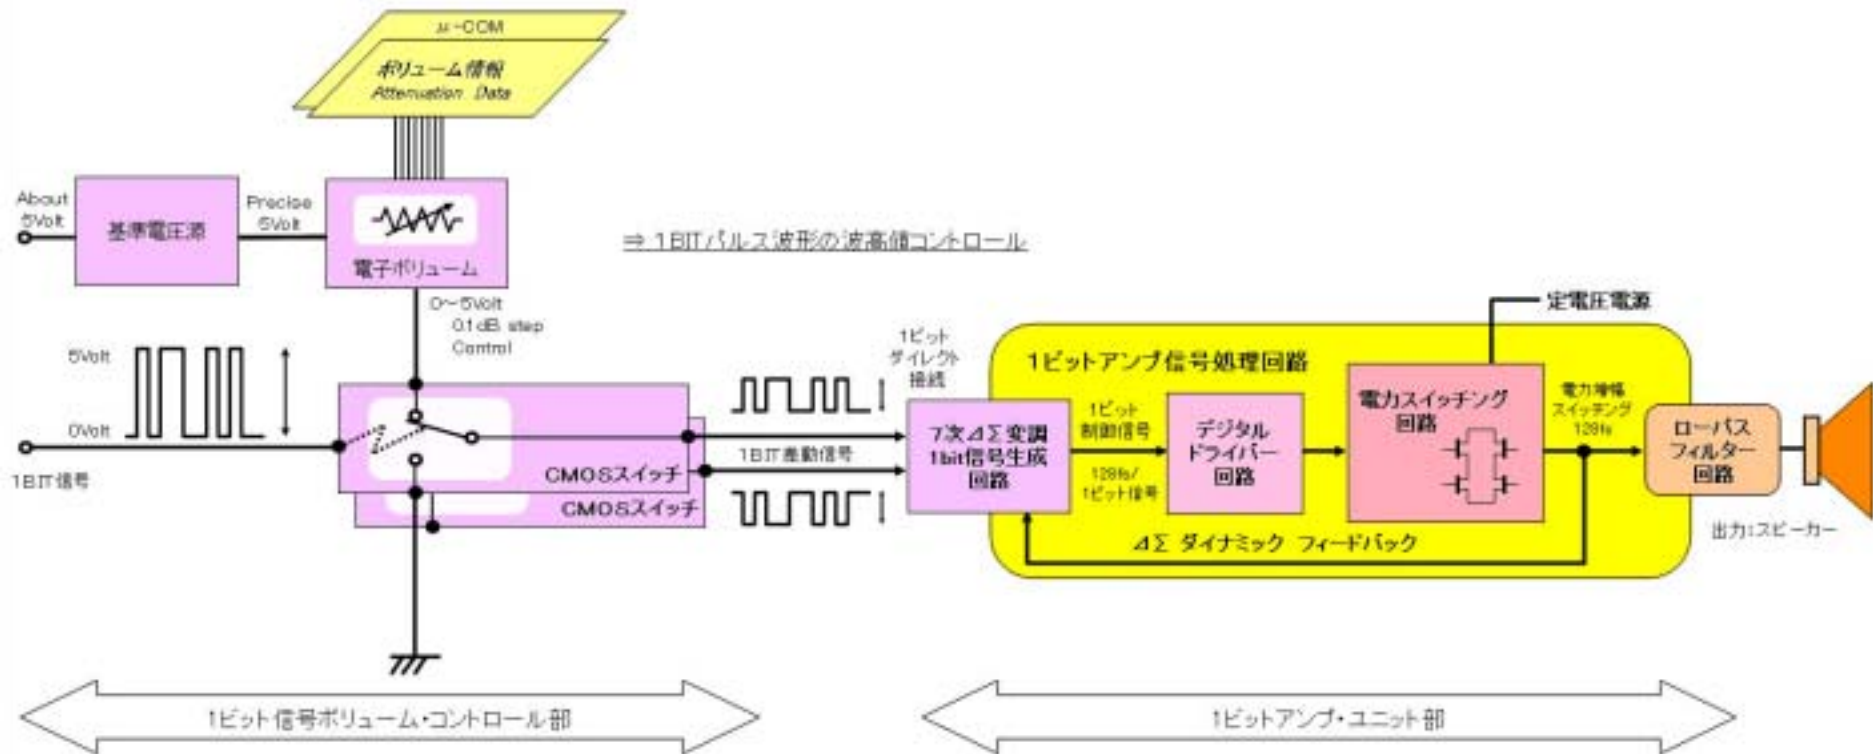 μ-COM
ボリューム情報
Attenuation Data
About
5Volt
基準電圧源
Precise
5Volt
電子ボリューム
⇒ 1BITパルス波形の波高値コントロール
0～5Volt
0.1dB step
Control
5Volt
0Volt
1BIT信号
CMOSスイッチ
CMOSスイッチ
1BIT差動信号
1ビット
ダイレクト
接続
定電圧電源
1ビットアンプ信号処理回路
7次ΔΣ変調
1bit信号生成
回路
1ビット
制御信号
128fs/
1ビット信号
デジタル
ドライバー
回路
電力スイッチング
回路
電力増幅
スイッチング
128fs
ローパス
フィルター
回路
ΔΣ ダイナミック フィードバック
出力:スピーカー
1ビット信号ボリューム・コントロール部
1ビットアンプ・ユニット部